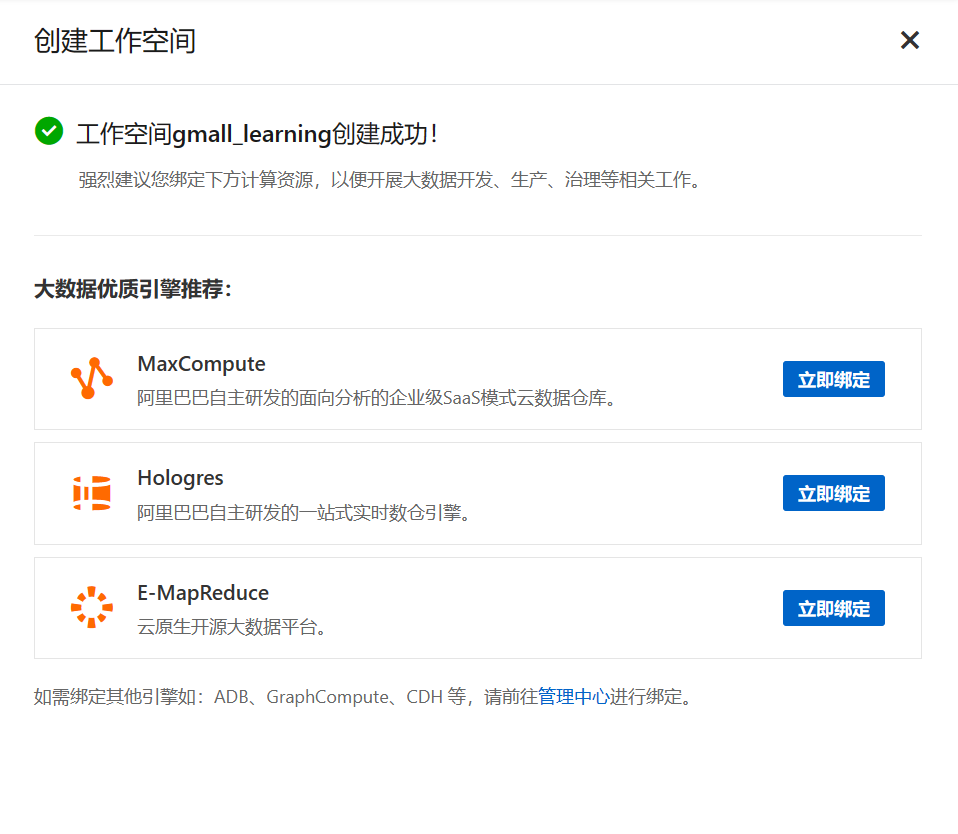 创建工作空间
工作空间gmall_learning创建成功！
强烈建议您绑定下方计算资源，以便开展大数据开发、生产、治理等相关工作。
大数据优质引擎推荐：
MaxCompute
阿里巴巴自主研发的面向分析的企业级SaaS模式云数据仓库。
立即绑定
Hologres
阿里巴巴自主研发的一站式实时数仓引擎。
立即绑定
E-MapReduce
云原生开源大数据平台。
立即绑定
如需绑定其他引擎如：ADB、GraphCompute、CDH 等，请前往管理中心进行绑定。